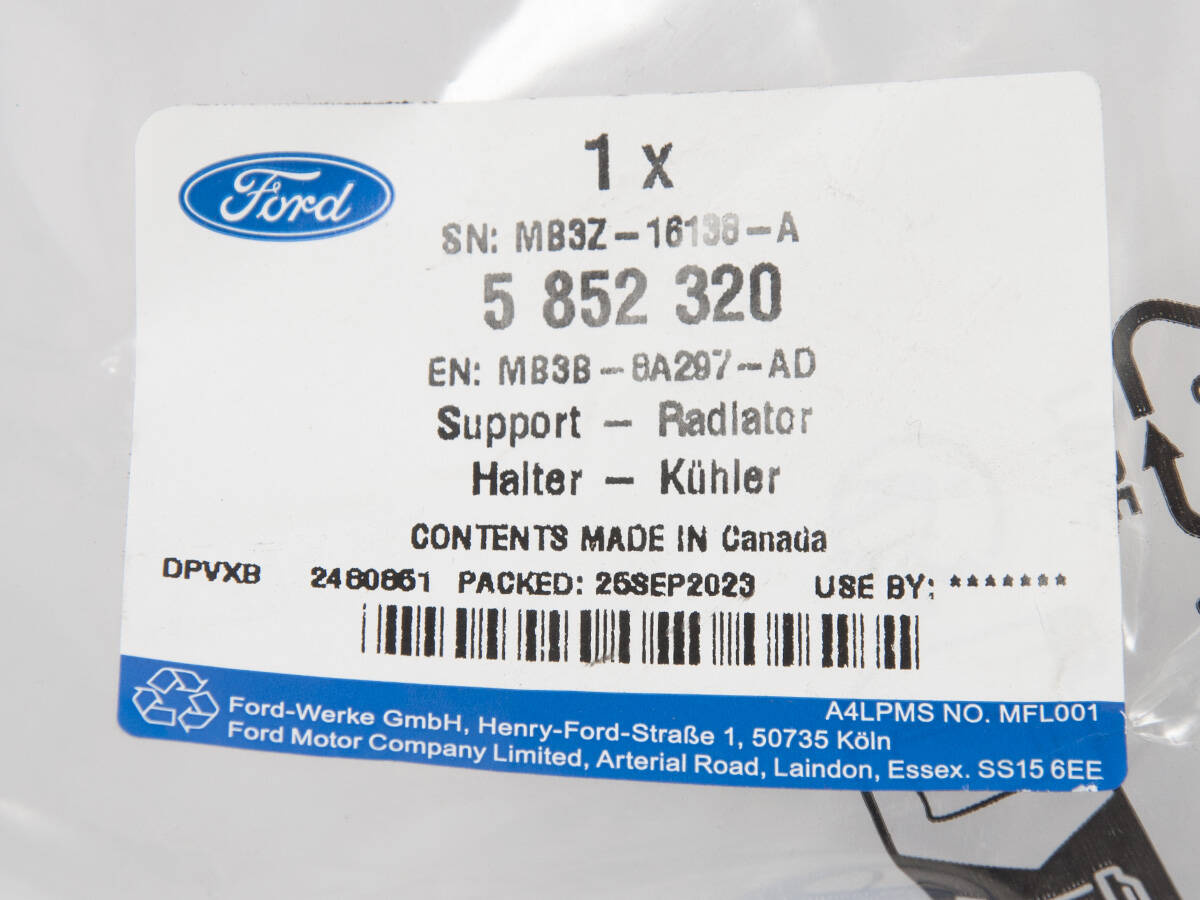 Ford
1 x
SN: MB3Z-16138-A
5 852 320
EN: MB3B-8A297-AD
Support - Radiator
Halter - Kühler
CONTENTS MADE IN Canada
DPVXB 2480861 PACKED: 26SEP2023 USE BY: *******
A4LPMS NO. MFL001
Ford-Werke GmbH, Henry-Ford-Straße 1, 50735 Köln
Ford Motor Company Limited, Arterial Road, Laindon, Essex. SS15 6EE